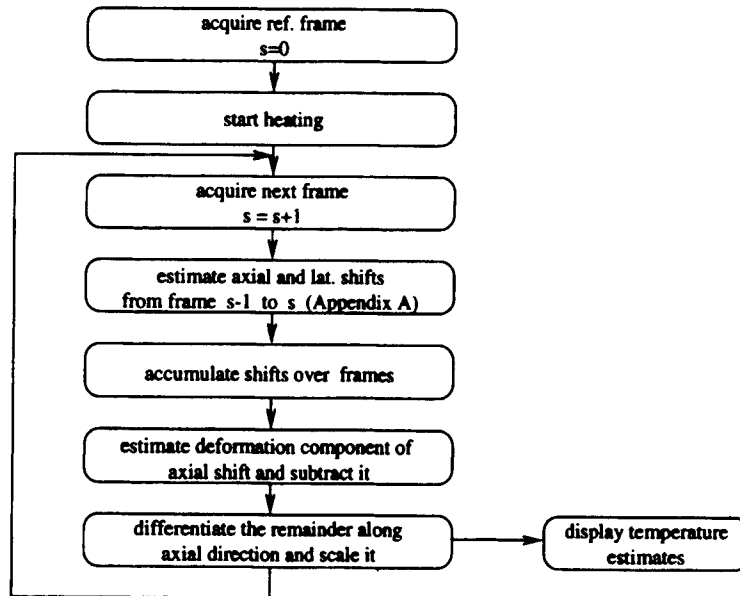 acquire ref. frame
s=0
start heating
acquire next frame
s = s+1
estimate axial and lat. shifts
from frame s-1 to s (Appendix A)
accumulate shifts over frames
estimate deformation component of
axial shift and subtract it
differentiate the remainder along
axial direction and scale it
display temperature
estimates